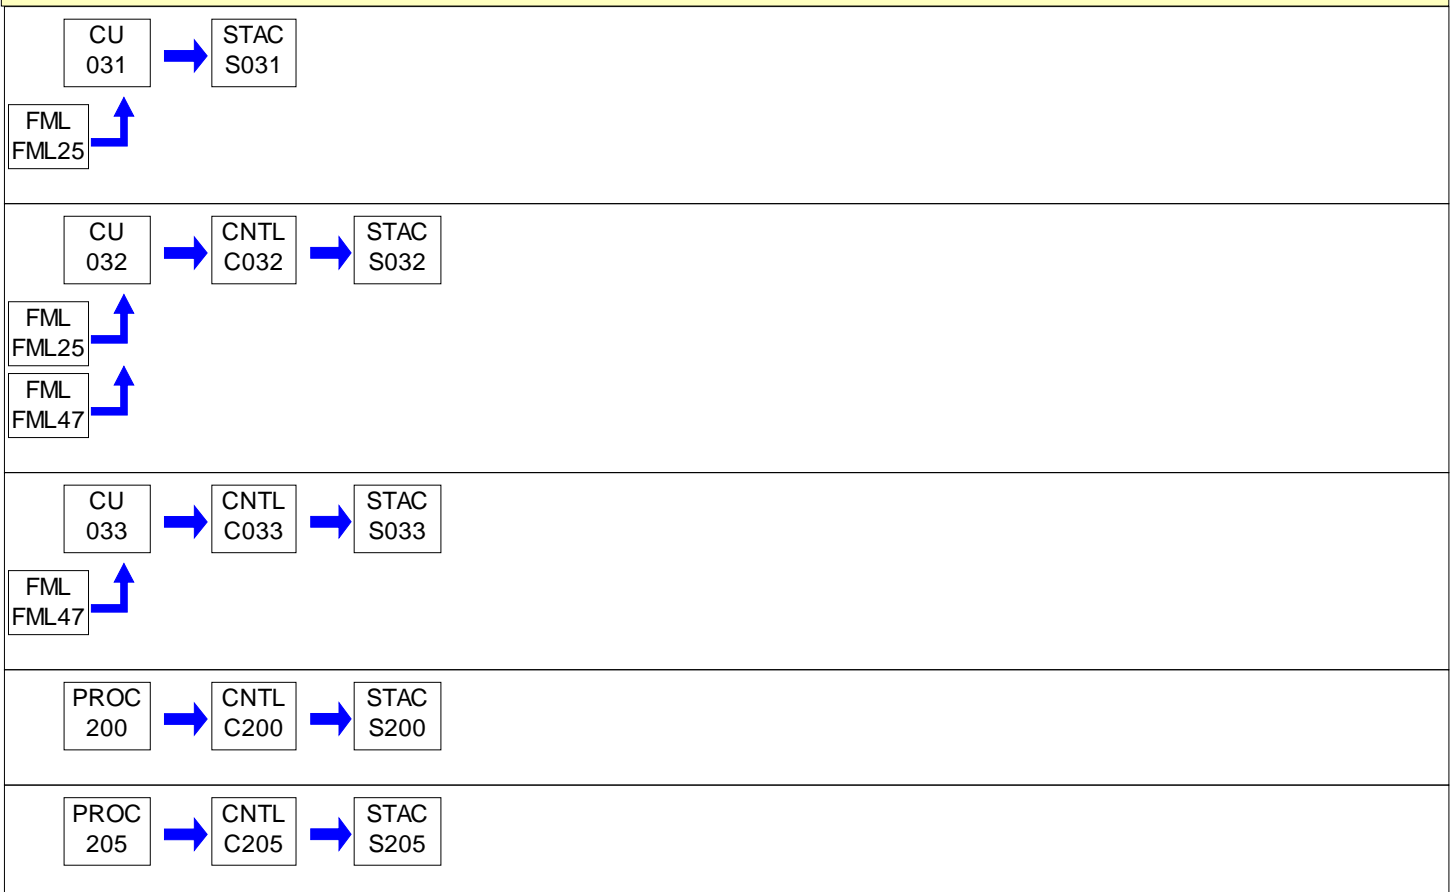 CU
031
STAC
S031
FML
FML25
CU
032
CNTL
C032
STAC
S032
FML
FML25
FML
FML47
CU
033
CNTL
C033
STAC
S033
FML
FML47
PROC
200
CNTL
C200
STAC
S200
PROC
205
CNTL
C205
STAC
S205